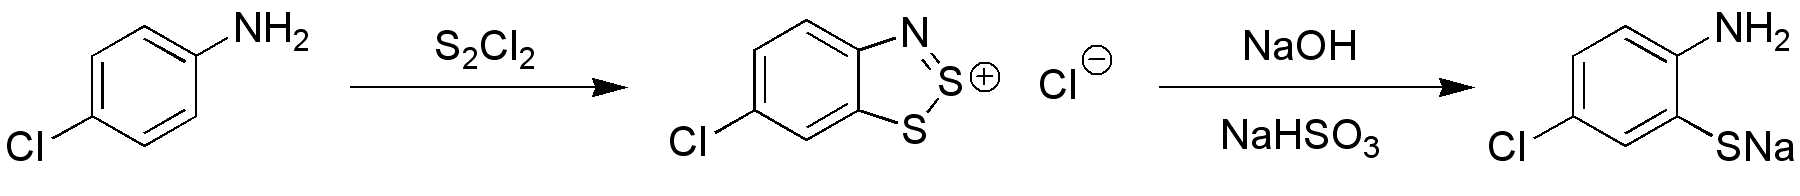 NH₂
Cl
S₂Cl₂
N
S⊕
S
Cl
Cl⊖
NaOH
NaHSO₃
NH₂
SNa
Cl